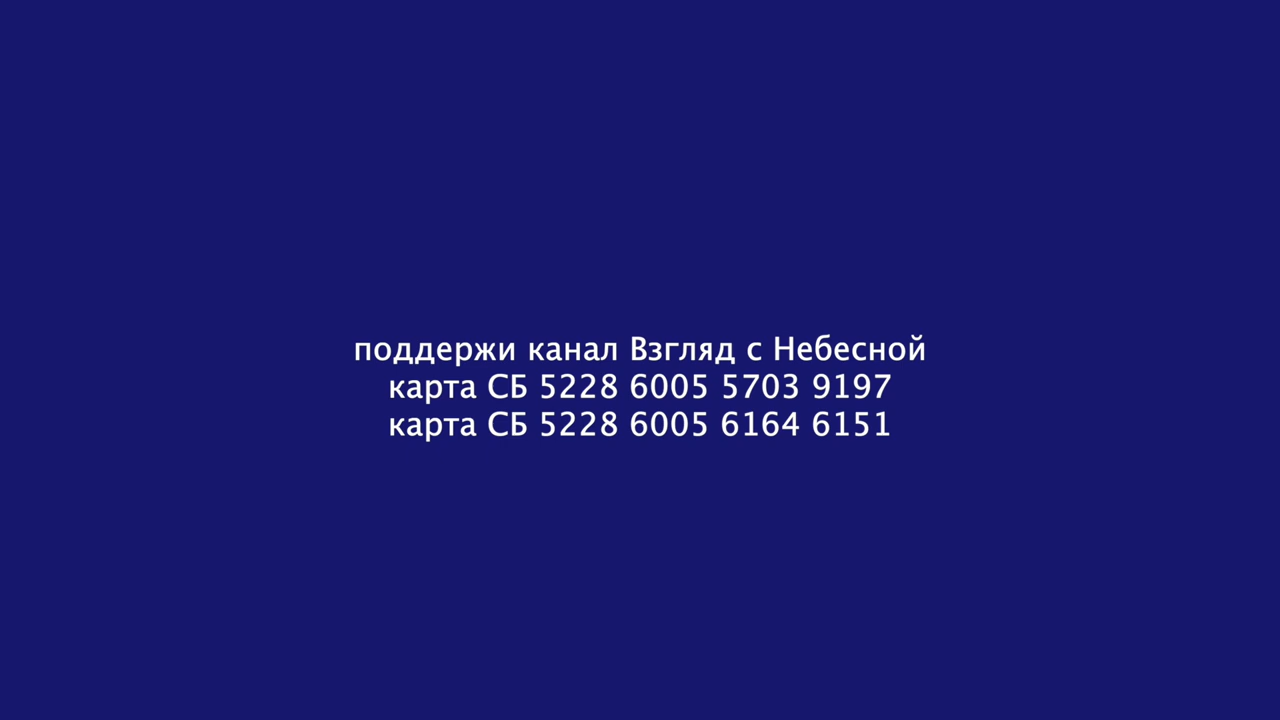 поддержи канал Взгляд с Небесной
карта СБ 5228 6005 5703 9197
карта СБ 5228 6005 6164 6151